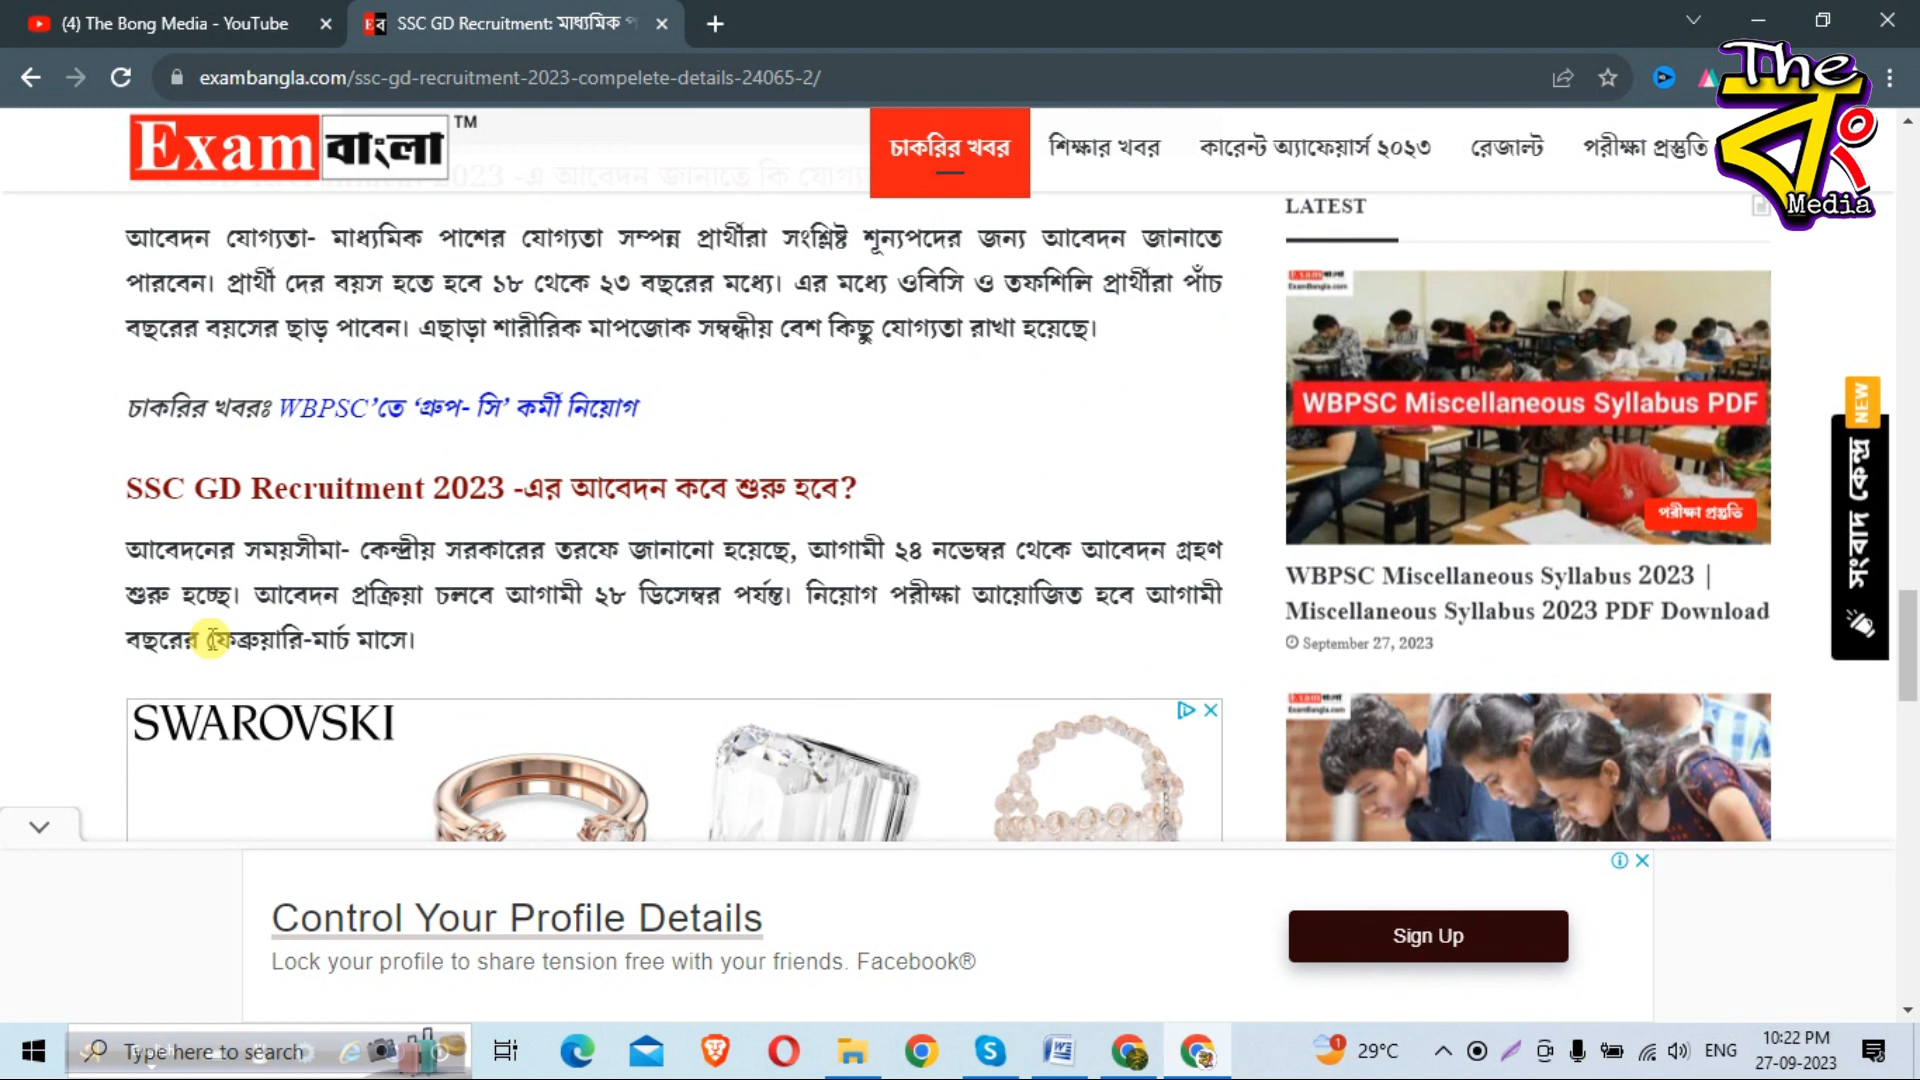 (4) The Bong Media - YouTube
SSC GD Recruitment: মাধ্যমিক প
exambangla.com/ssc-gd-recruitment-2023-compelete-details-24065-2/
The বং Media
Exam বাংলা TM
চাকরির খবর
শিক্ষার খবর
কারেন্ট অ্যাফেয়ার্স ২০২৩
রেজাল্ট
পরীক্ষা প্রস্তুতি
আবেদন যোগ্যতা- মাধ্যমিক পাশের যোগ্যতা সম্পন্ন প্রার্থীরা সংশ্লিষ্ট শূন্যপদের জন্য আবেদন জানাতে
পারবেন। প্রার্থী দের বয়স হতে হবে ১৮ থেকে ২৩ বছরের মধ্যে। এর মধ্যে ওবিসি ও তফশিলি প্রার্থীরা পাঁচ
বছরের বয়সের ছাড় পাবেন। এছাড়া শারীরিক মাপজোক সম্বন্ধীয় বেশ কিছু যোগ্যতা রাখা হয়েছে।
চাকরির খবরঃ WBPSC’তে ‘গ্রুপ- সি’ কর্মী নিয়োগ
SSC GD Recruitment 2023 -এর আবেদন কবে শুরু হবে?
আবেদনের সময়সীমা- কেন্দ্রীয় সরকারের তরফে জানানো হয়েছে, আগামী ২৪ নভেম্বর থেকে আবেদন গ্রহণ
শুরু হচ্ছে। আবেদন প্রক্রিয়া চলবে আগামী ২৮ ডিসেম্বর পর্যন্ত। নিয়োগ পরীক্ষা আয়োজিত হবে আগামী
বছরের ফেব্রুয়ারি-মার্চ মাসে।
LATEST
WBPSC Miscellaneous Syllabus PDF
পরীক্ষা প্রস্তুতি
WBPSC Miscellaneous Syllabus 2023 |
Miscellaneous Syllabus 2023 PDF Download
September 27, 2023
NEW
সংবাদ কেন্দ্র
SWAROVSKI
Control Your Profile Details
Lock your profile to share tension free with your friends. Facebook®
Sign Up
Type here to search
29°C
ENG
10:22 PM
27-09-2023